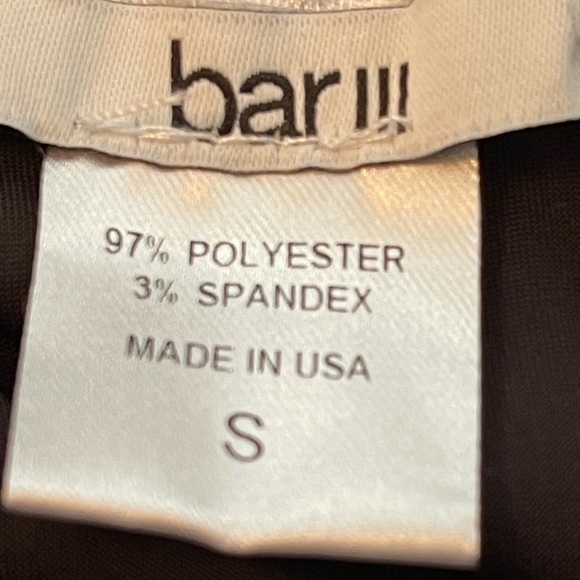 bar III
97% POLYESTER
3% SPANDEX
MADE IN USA
S